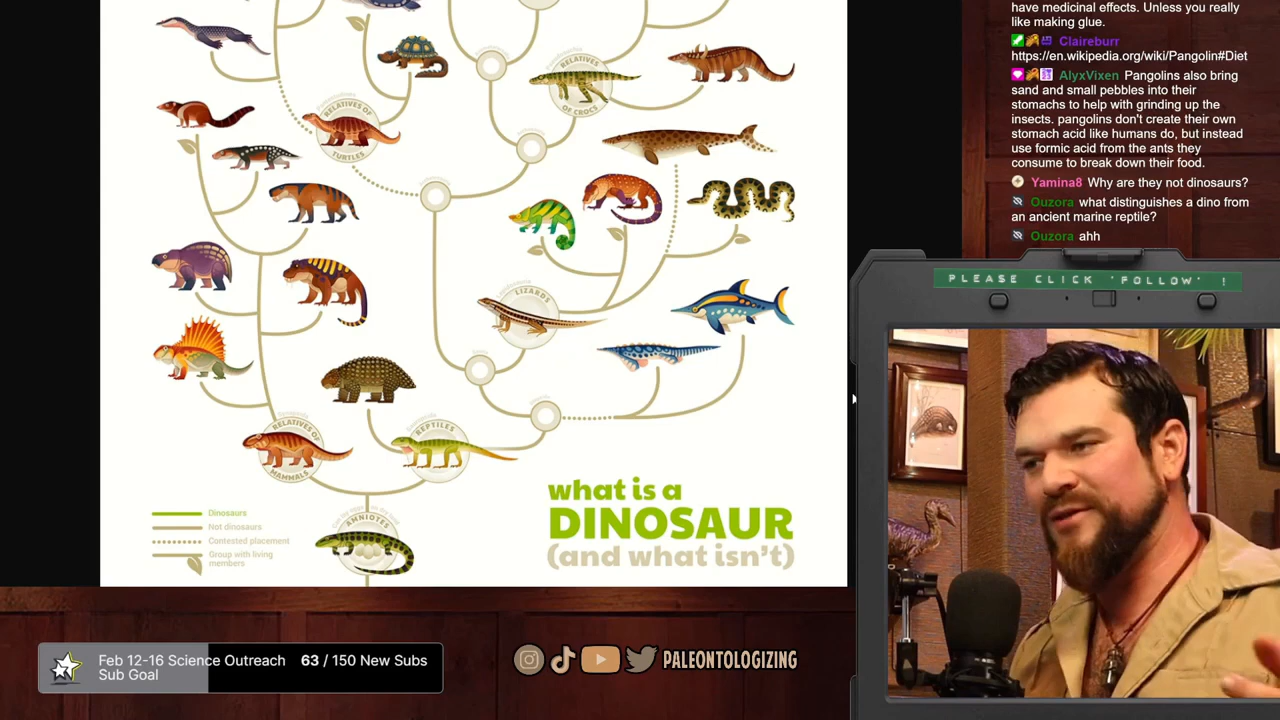 have medicinal effects. Unless you really
like making glue.
Claireburr
https://en.wikipedia.org/wiki/Pangolin#Diet
AlyxVixen Pangolins also bring
sand and small pebbles into their
stomachs to help with grinding up the
insects. pangolins don't create their own
stomach acid like humans do, but instead
use formic acid from the ants they
consume to break down their food.
Yamina8 Why are they not dinosaurs?
Ouzora what distinguishes a dino from
an ancient marine reptile?
Ouzora ahh
PLEASE CLICK 'FOLLOW' !
RELATIVES
OF CROCS
RELATIVES OF
TURTLES
LIZARDS
RELATIVES OF
MAMMALS
REPTILES
AMNIOTES
what is a
DINOSAUR
(and what isn't)
Dinosaurs
Not dinosaurs
Contested placement
Group with living
members
Feb 12-16 Science Outreach
Sub Goal
63 / 150 New Subs
PALEONTOLOGIZING